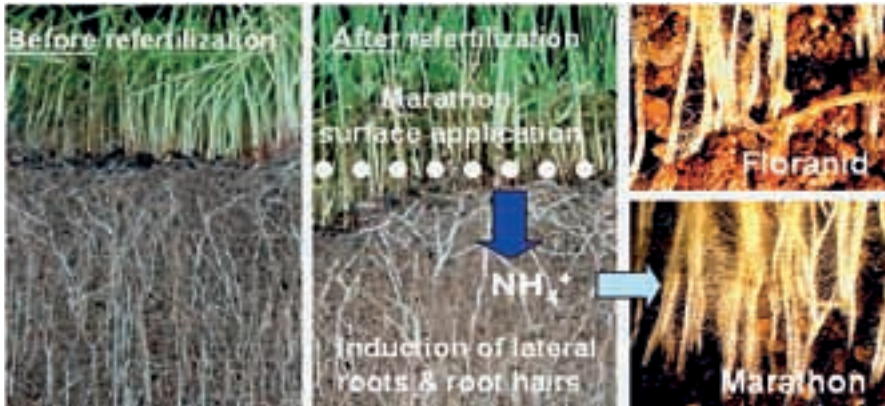 Before refertilization
After refertilization
Marathon
surface application
NH₄⁺
Induction of lateral
roots & root hairs
Floranid
Marathon